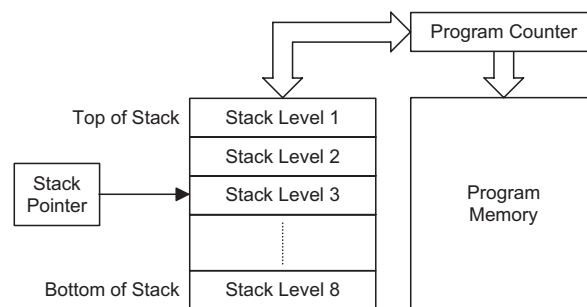 Program Counter
Top of Stack
Stack Level 1
Stack Level 2
Stack
Pointer
Stack Level 3
Program
Memory
Bottom of Stack
Stack Level 8